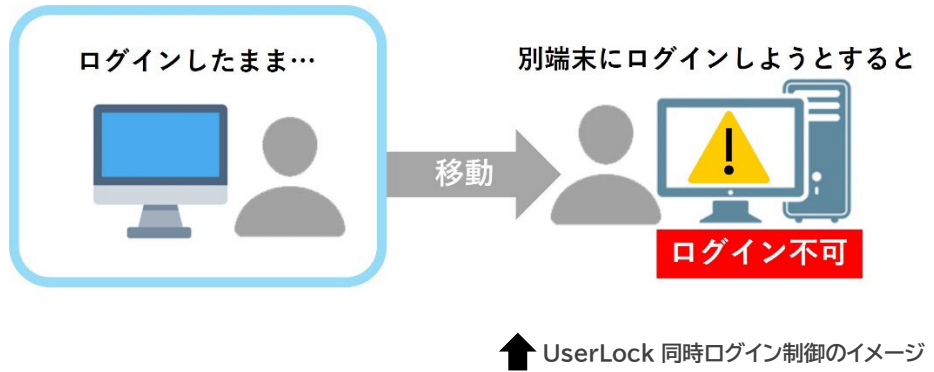 ログインしたまま…
別端末にログインしようとすると
移動
ログイン不可
UserLock 同時ログイン制御のイメージ